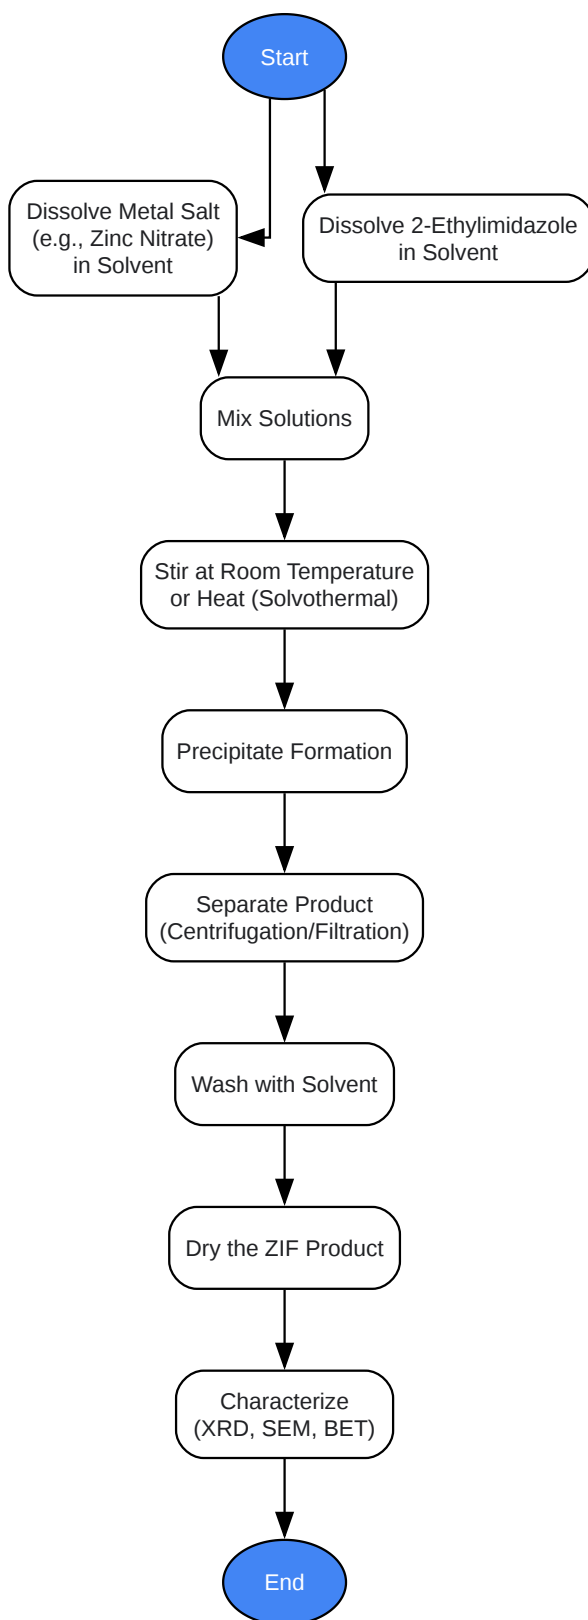 Start
Dissolve Metal Salt
(e.g., Zinc Nitrate)
in Solvent
Dissolve 2-Ethylimidazole
in Solvent
Mix Solutions
Stir at Room Temperature
or Heat (Solvothermal)
Precipitate Formation
Separate Product
(Centrifugation/Filtration)
Wash with Solvent
Dry the ZIF Product
Characterize
(XRD, SEM, BET)
End